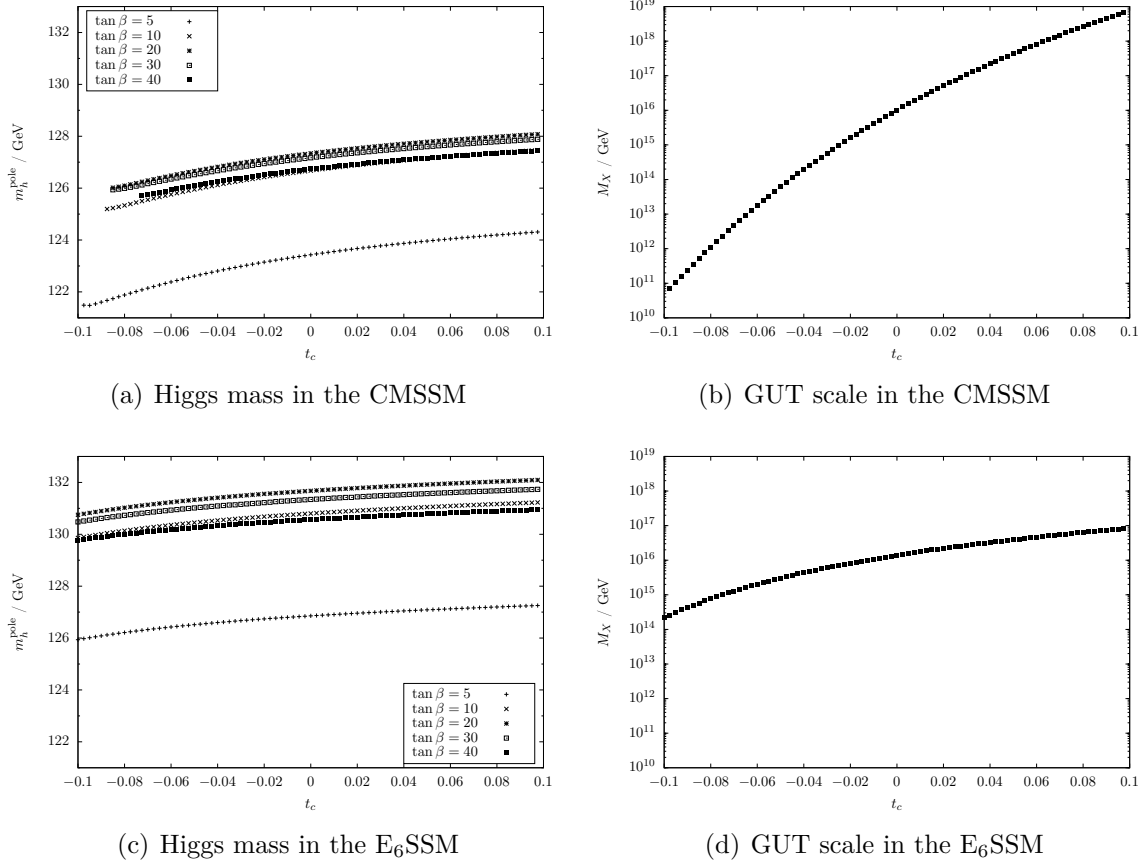 133
132
131
130
129
128
127
126
125
124
123
122
121
−0.1 −0.08 −0.06 −0.04 −0.02 0 0.02 0.04 0.06 0.08 0.1
m_h^pole / GeV
t_c
tan β = 5
tan β = 10
tan β = 20
tan β = 30
tan β = 40
(a) Higgs mass in the CMSSM
10^19
10^18
10^17
10^16
10^15
10^14
10^13
10^12
10^11
10^10
−0.1 −0.08 −0.06 −0.04 −0.02 0 0.02 0.04 0.06 0.08 0.1
M_X / GeV
t_c
(b) GUT scale in the CMSSM
132
130
128
126
124
122
−0.1 −0.08 −0.06 −0.04 −0.02 0 0.02 0.04 0.06 0.08 0.1
m_h^pole / GeV
t_c
tan β = 5
tan β = 10
tan β = 20
tan β = 30
tan β = 40
(c) Higgs mass in the E₆SSM
10^19
10^18
10^17
10^16
10^15
10^14
10^13
10^12
10^11
10^10
−0.1 −0.08 −0.06 −0.04 −0.02 0 0.02 0.04 0.06 0.08 0.1
M_X / GeV
t_c
(d) GUT scale in the E₆SSM